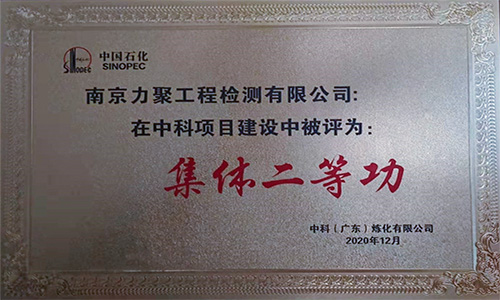 中国石化
SINOPEC
SINOPEC
南京力聚工程检测有限公司:
在中科项目建设中被评为:
集体二等功
中科(广东)炼化有限公司
2020年12月